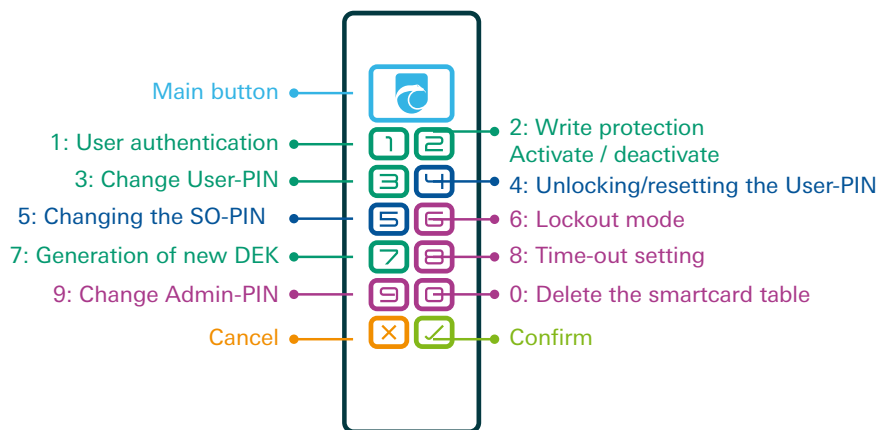 Main button
1: User authentication
2: Write protection
Activate / deactivate
3: Change User-PIN
4: Unlocking/resetting the User-PIN
5: Changing the SO-PIN
6: Lockout mode
7: Generation of new DEK
8: Time-out setting
9: Change Admin-PIN
0: Delete the smartcard table
Cancel
Confirm
1 2
3 4
5 6
7 8
9 0